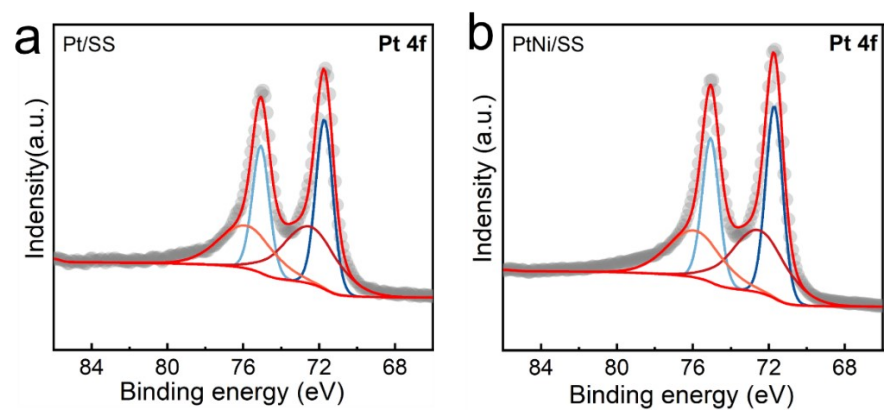 a
Pt/SS
Pt 4f
Indensity(a.u.)
84 80 76 72 68
Binding energy (eV)
b
PtNi/SS
Pt 4f
Indensity (a.u.)
84 80 76 72 68
Binding energy (eV)